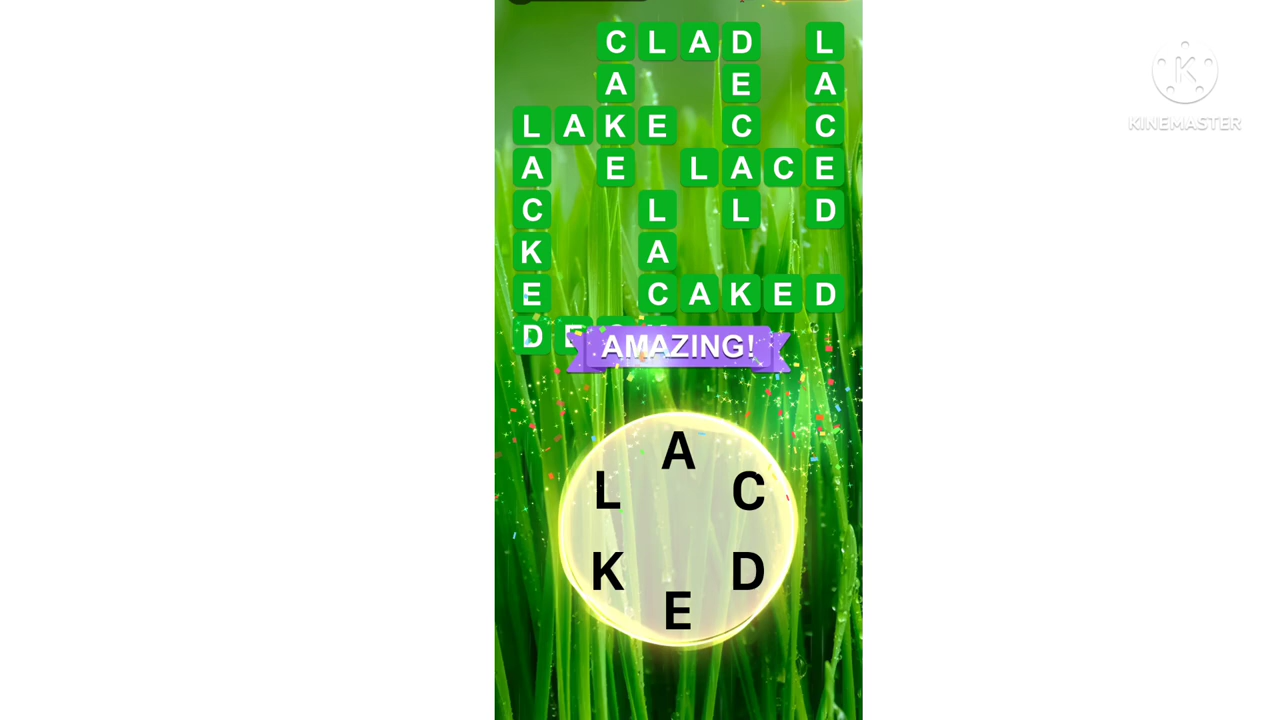 C L A D L
A E A
L A K E C C
A E L A C E
C L L D
K A
E C A K E D
D E C K
AMAZING!
A
L C
K D
E
K
KINEMASTER